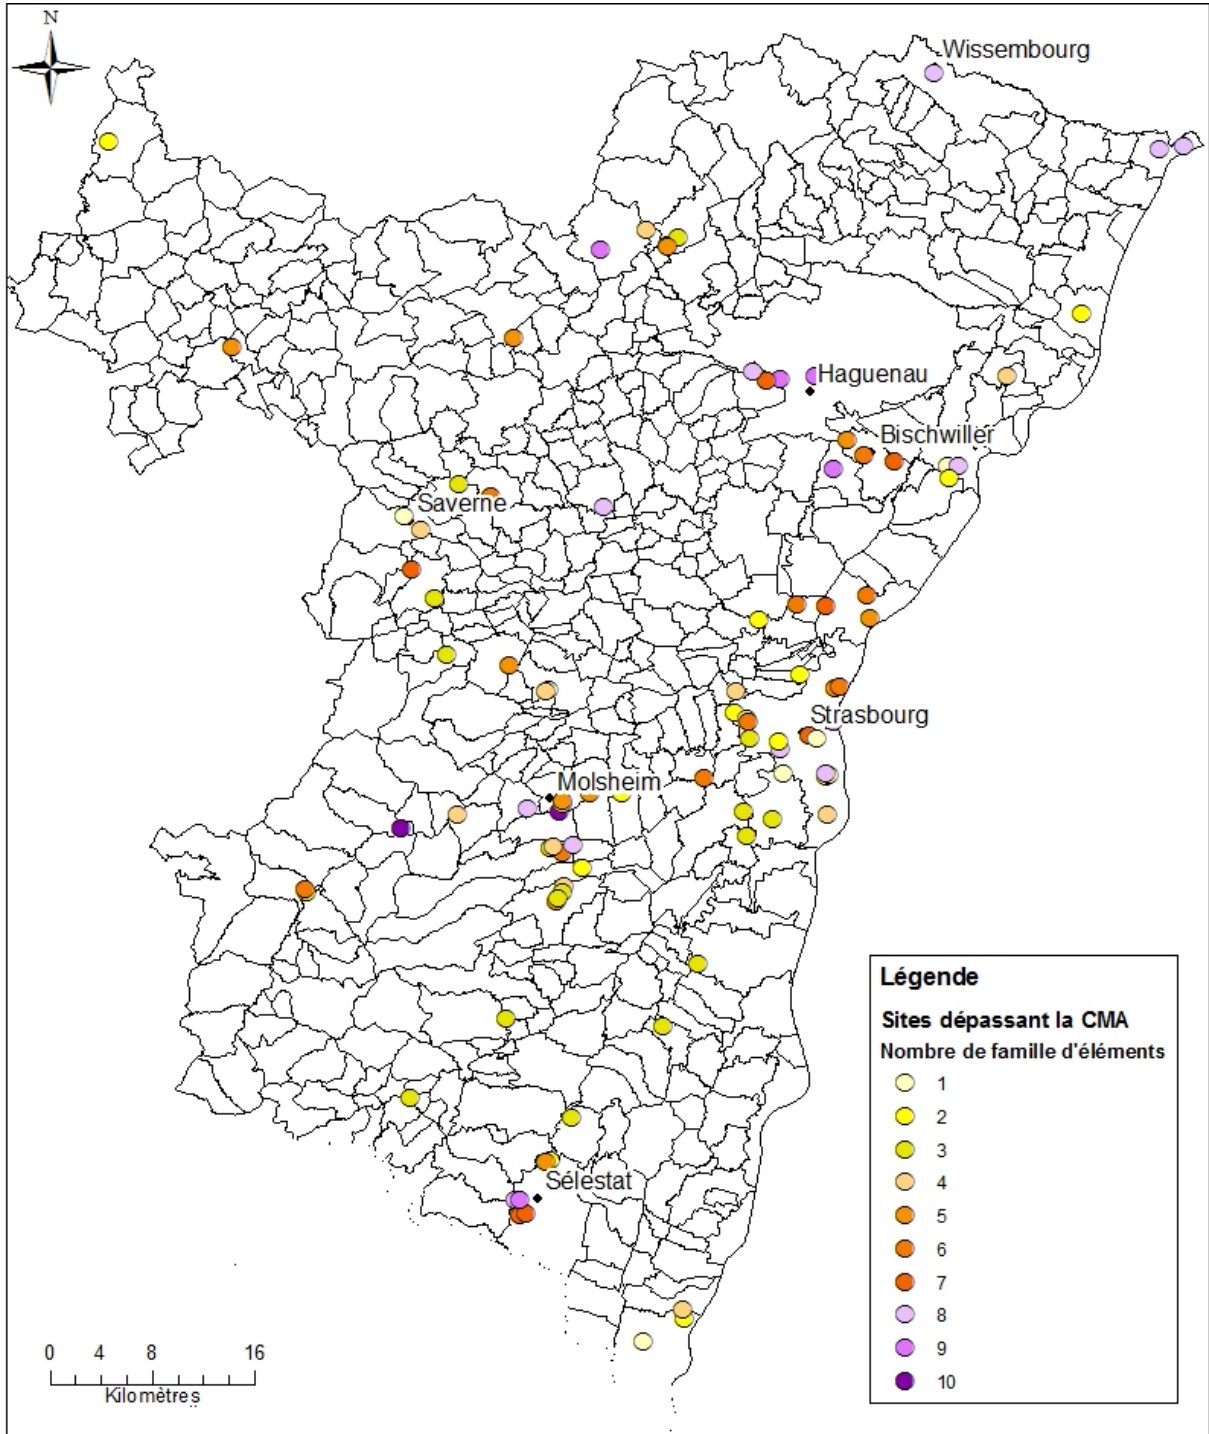 N
Wissembourg
Haguenau
Bischwiller
Saverne
Strasbourg
Molsheim
Sélestat
Légende
Sites dépassant la CMA
Nombre de famille d'éléments
1
2
3
4
5
6
7
8
9
10
0 4 8 16
Kilomètres